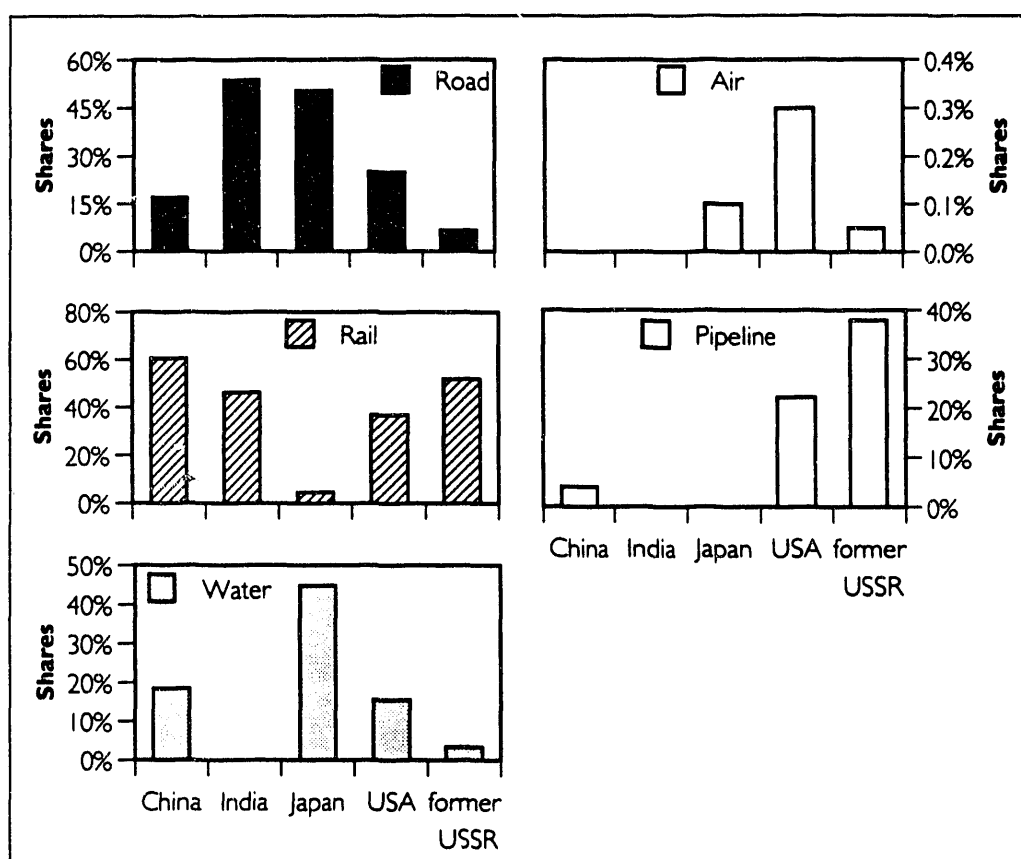 60%
45%
30%
15%
0%
Shares
Road
Air
0.4%
0.3%
0.2%
0.1%
0.0%
Shares
80%
60%
40%
20%
0%
Shares
Rail
Pipeline
40%
30%
20%
10%
0%
Shares
China India Japan USA former
USSR
50%
40%
30%
20%
10%
0%
Shares
Water
China India Japan USA former
USSR